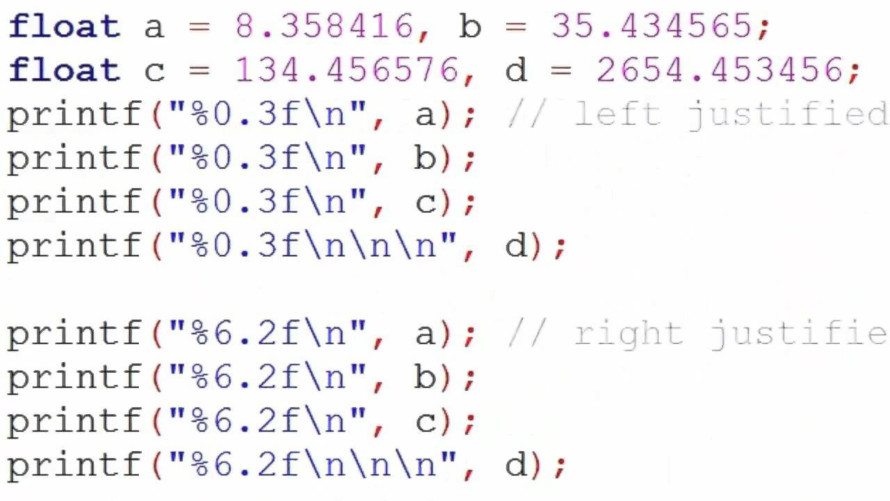 float a = 8.358416, b = 35.434565;
float c = 134.456576, d = 2654.453456;
printf("%0.3f\n", a); // left justified
printf("%0.3f\n", b);
printf("%0.3f\n", c);
printf("%0.3f\n\n\n", d);
printf("%6.2f\n", a); // right justifie
printf("%6.2f\n", b);
printf("%6.2f\n", c);
printf("%6.2f\n\n\n", d);